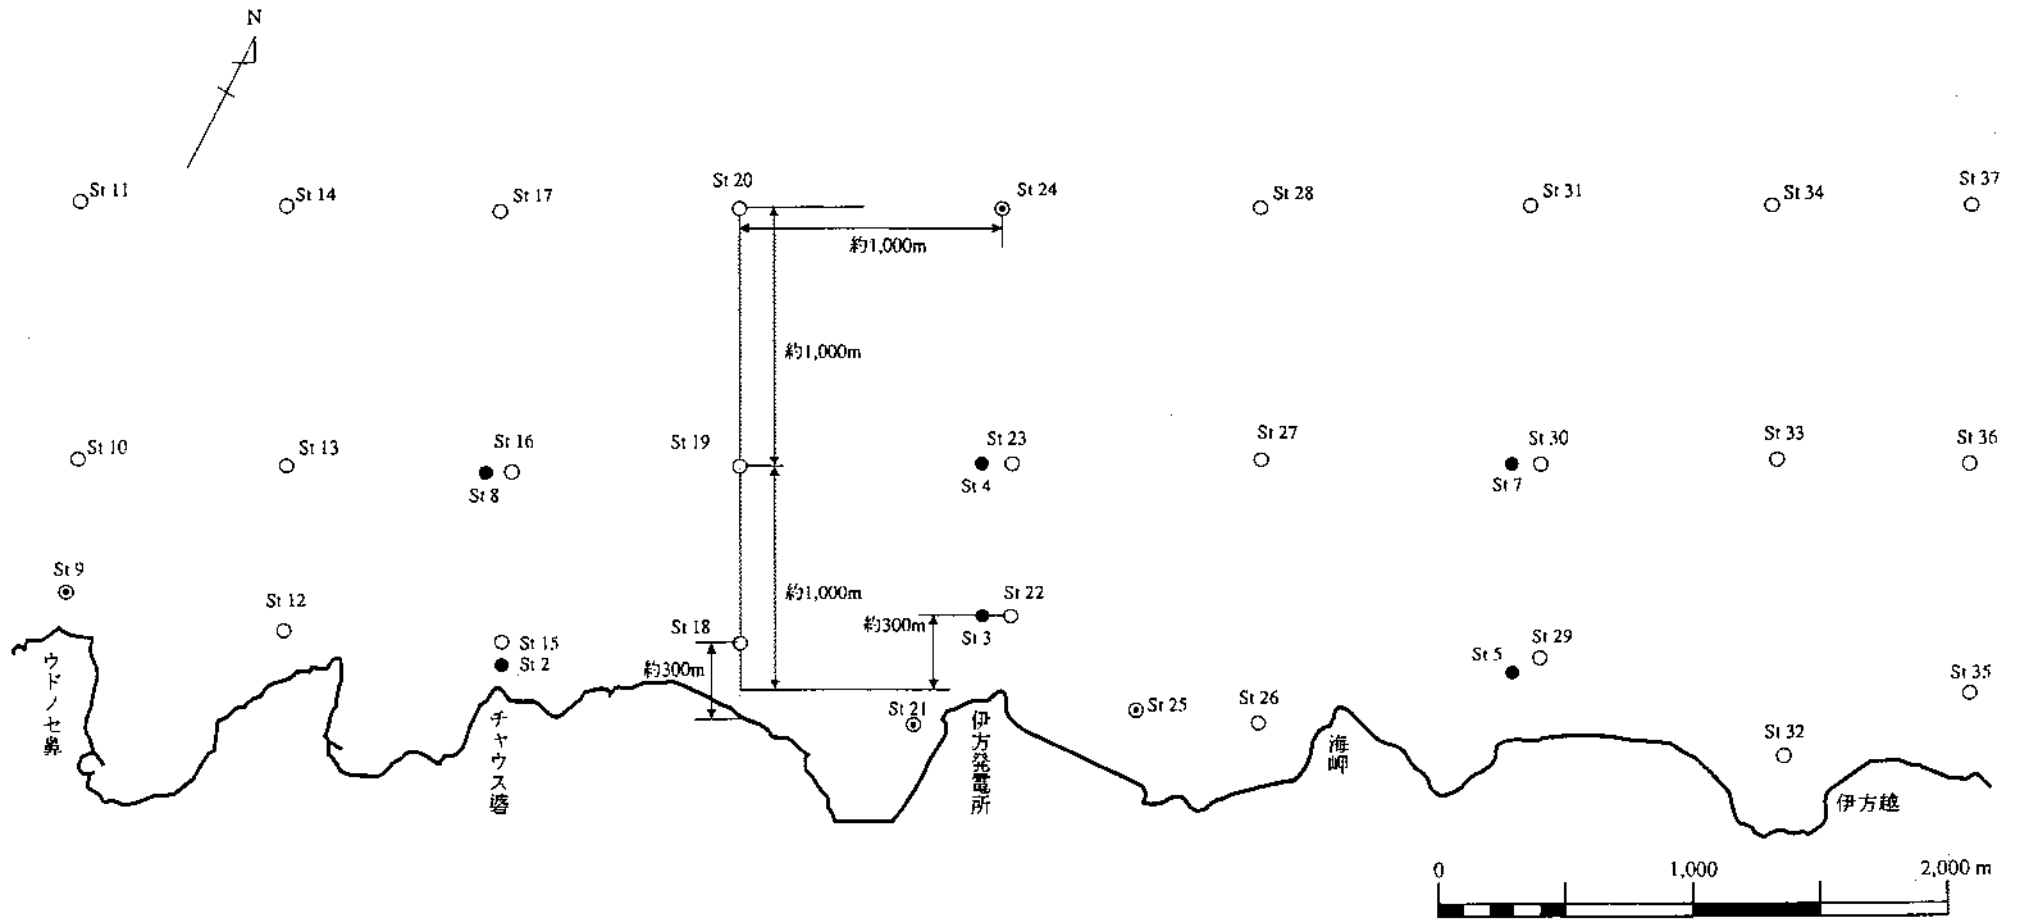 N
St 11
St 14
St 17
St 20
St 24
St 28
St 31
St 34
St 37
約1,000m
約1,000m
St 10
St 13
St 16
St 8
St 19
St 23
St 4
St 27
St 30
St 7
St 33
St 36
St 9
St 12
St 15
St 2
St 18
約300m
約1,000m
約300m
St 22
St 3
St 21
St 25
St 26
St 29
St 5
St 32
St 35
ウドノセ鼻
チャウス碆
伊方発電所
海岬
伊方越
0
1,000
2,000 m